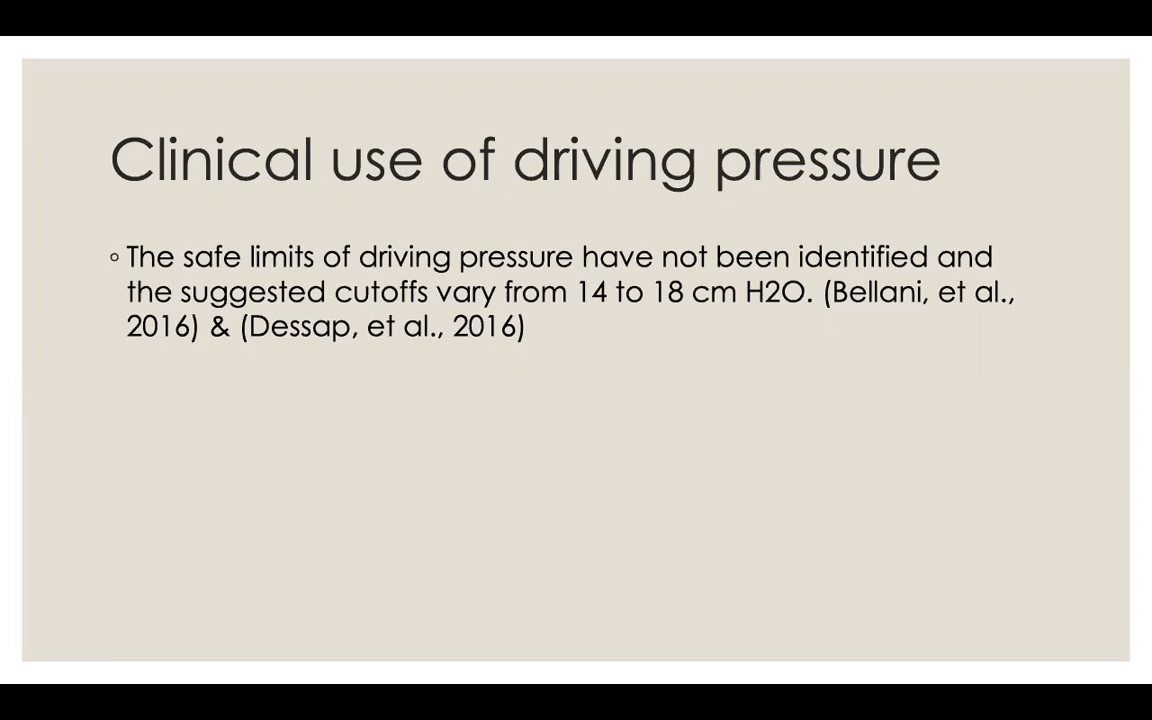 Clinical use of driving pressure
◦ The safe limits of driving pressure have not been identified and
the suggested cutoffs vary from 14 to 18 cm H2O. (Bellani, et al.,
2016) & (Dessap, et al., 2016)